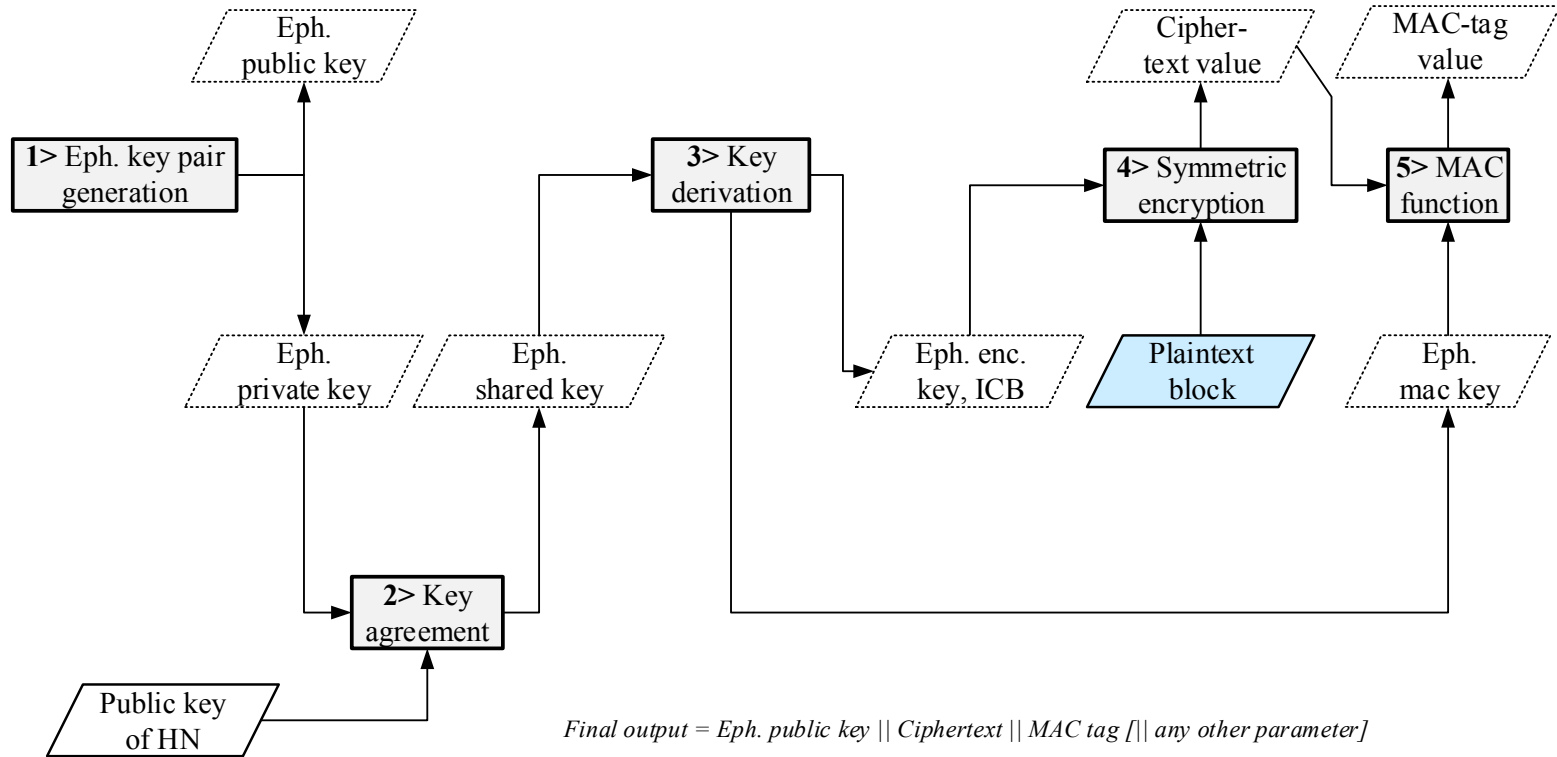 Eph.
public key
Cipher-
text value
MAC-tag
value
1> Eph. key pair
generation
3> Key
derivation
4> Symmetric
encryption
5> MAC
function
Eph.
private key
Eph.
shared key
Eph. enc.
key, ICB
Plaintext
block
Eph.
mac key
2> Key
agreement
Public key
of HN
Final output = Eph. public key || Ciphertext || MAC tag [|| any other parameter]